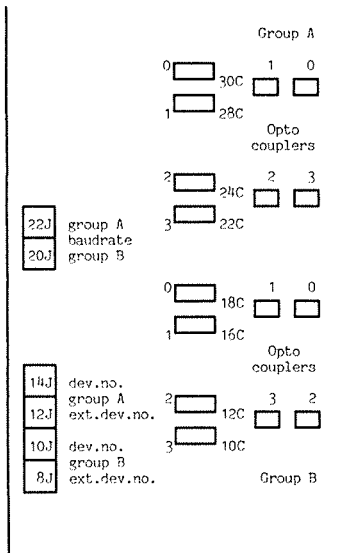 Group A
0 30C 1 0
1 28C
Opto
couplers
2 24C 2 3
3 22C
22J group A
baudrate
20J group B
0 18C 1 0
1 16C
Opto
couplers
14J dev.no.
group A
12J ext.dev.no.
2 12C 3 2
3 10C
10J dev.no.
group B
8J ext.dev.no.
Group B